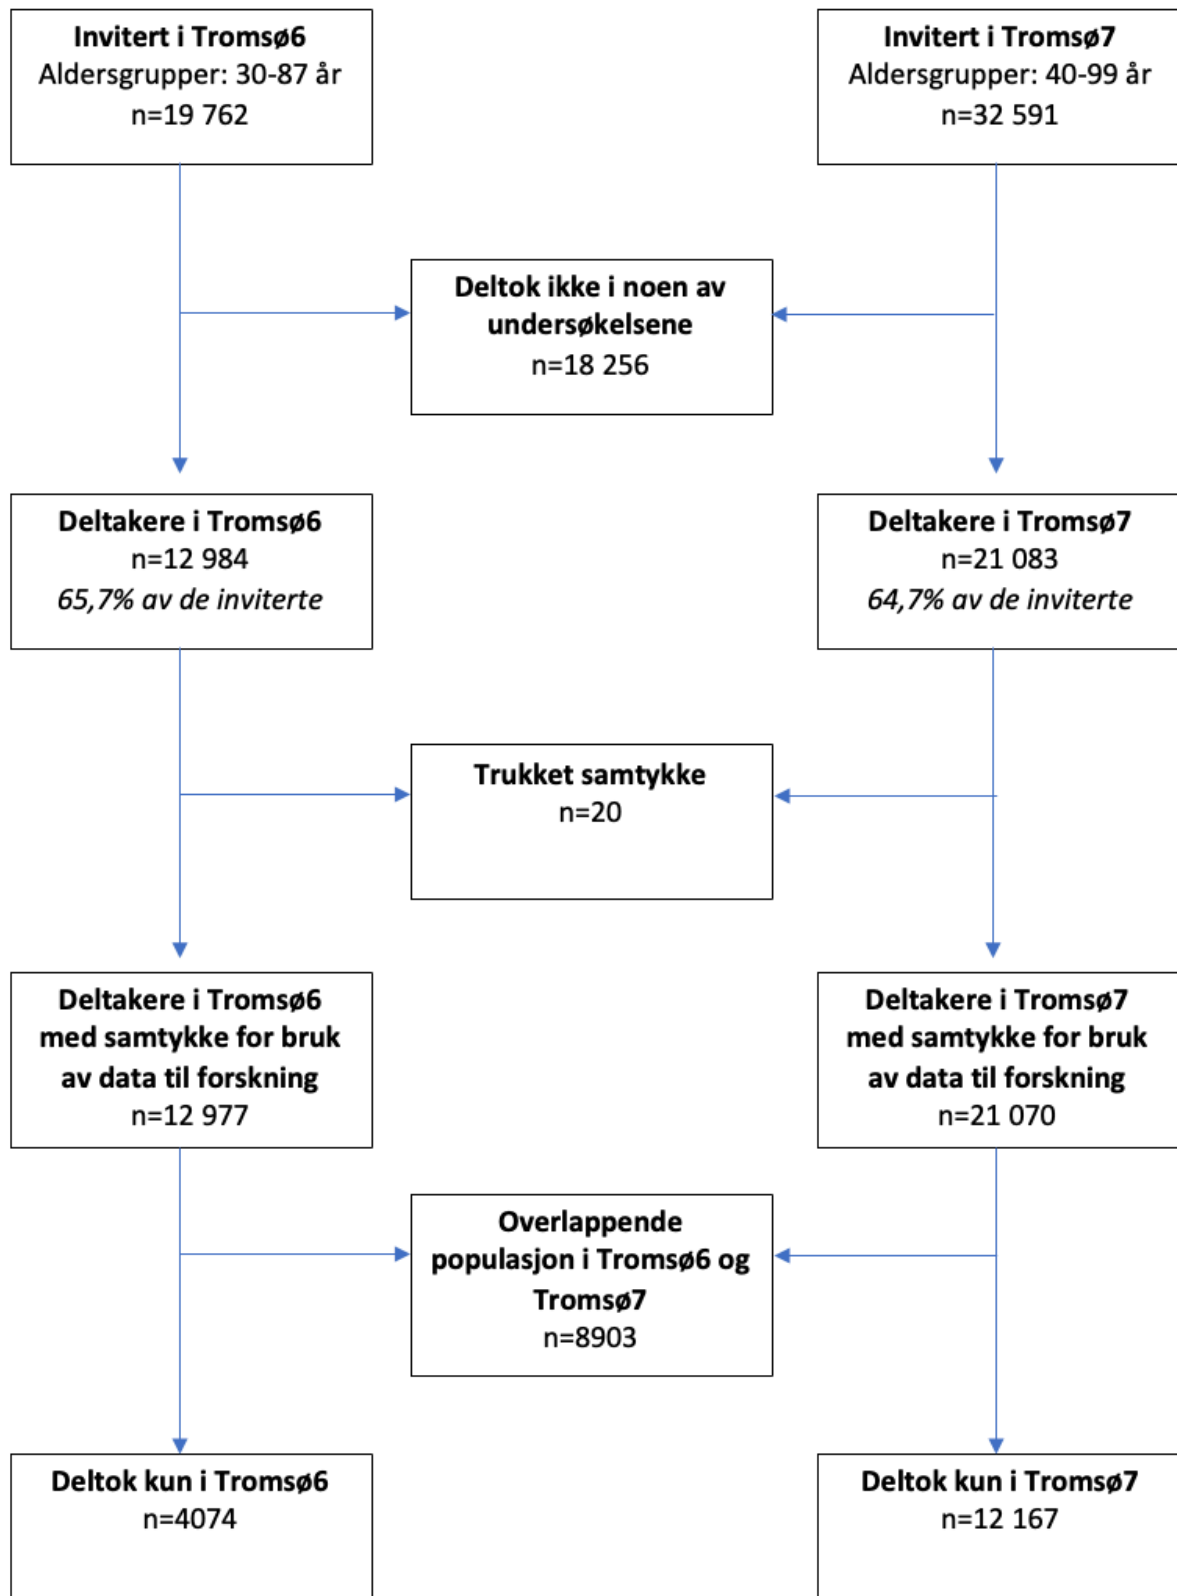 Invitert i Tromsø6
Aldersgrupper: 30-87 år
n=19 762
Invitert i Tromsø7
Aldersgrupper: 40-99 år
n=32 591
Deltok ikke i noen av
undersøkelsene
n=18 256
Deltakere i Tromsø6
n=12 984
65,7% av de inviterte
Deltakere i Tromsø7
n=21 083
64,7% av de inviterte
Trukket samtykke
n=20
Deltakere i Tromsø6
med samtykke for bruk
av data til forskning
n=12 977
Deltakere i Tromsø7
med samtykke for bruk
av data til forskning
n=21 070
Overlappende
populasjon i Tromsø6 og
Tromsø7
n=8903
Deltok kun i Tromsø6
n=4074
Deltok kun i Tromsø7
n=12 167